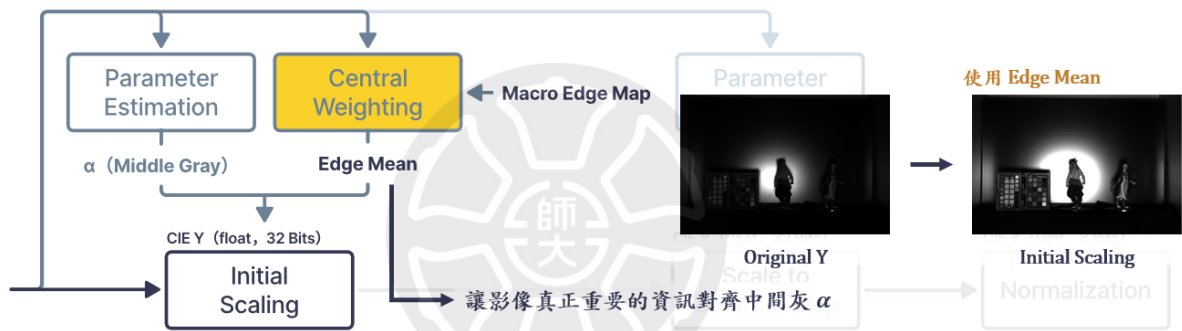 Parameter
Estimation
Central
Weighting
Macro Edge Map
Parameter
使用 Edge Mean
α（Middle Gray）
Edge Mean
師大
CIE Y（float，32 Bits）
Initial
Scaling
Original Y
Initial Scaling
Scale to
Normalization
讓影像真正重要的資訊對齊中間灰 α